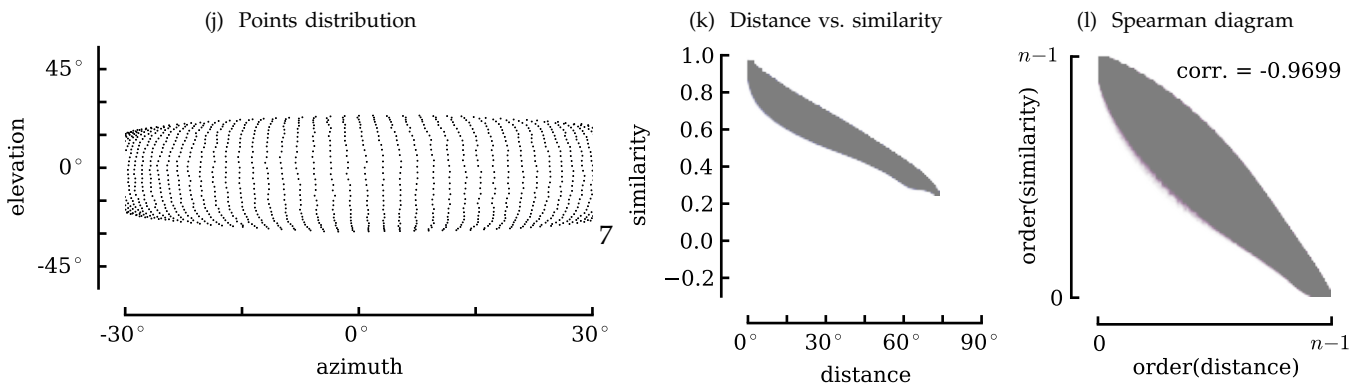 (j) Points distribution
45°
0°
-45°
elevation
-30°
0°
30°
azimuth
7
(k) Distance vs. similarity
1.0
0.8
0.6
0.4
0.2
0.0
−0.2
similarity
0°
30°
60°
90°
distance
(l) Spearman diagram
n−1
corr. = -0.9699
0
order(similarity)
0
n−1
order(distance)